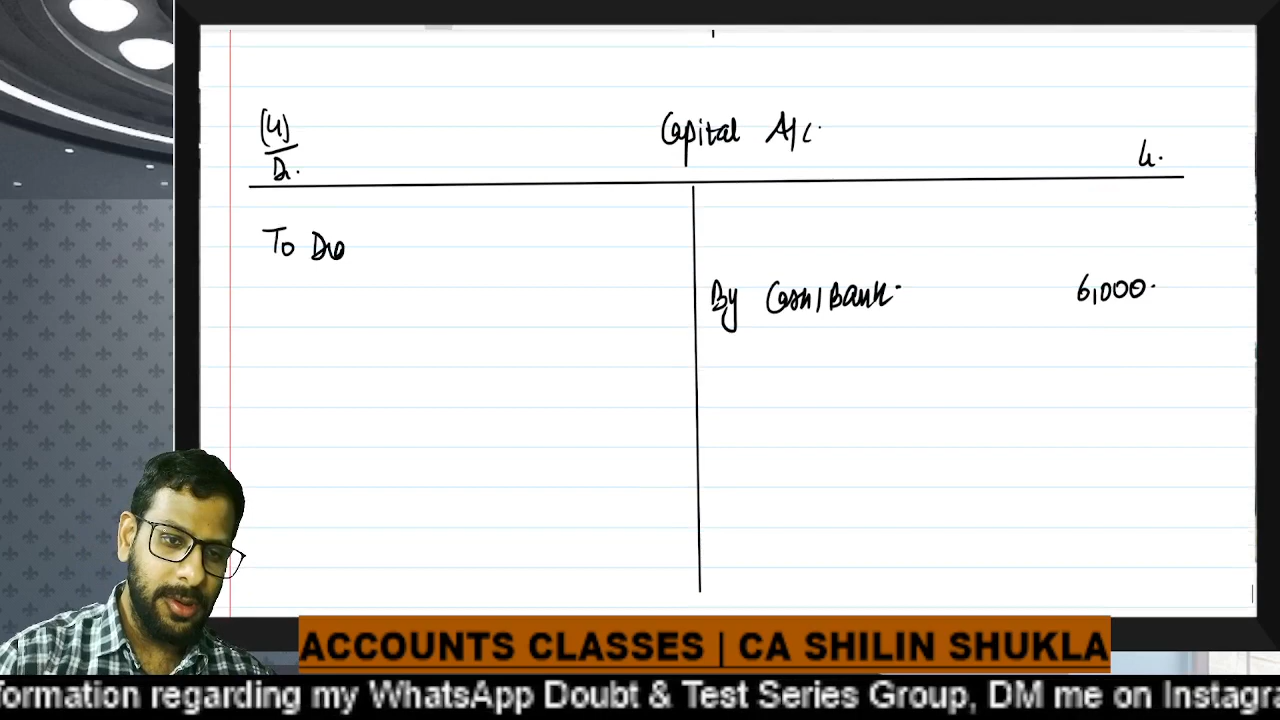 (4)
Capital A/c.
Dr.
Cr.
To Dra
By Cash/Bank.
6,000.
ACCOUNTS CLASSES | CA SHILIN SHUKLA
formation regarding my WhatsApp Doubt & Test Series Group, DM me on Instagra